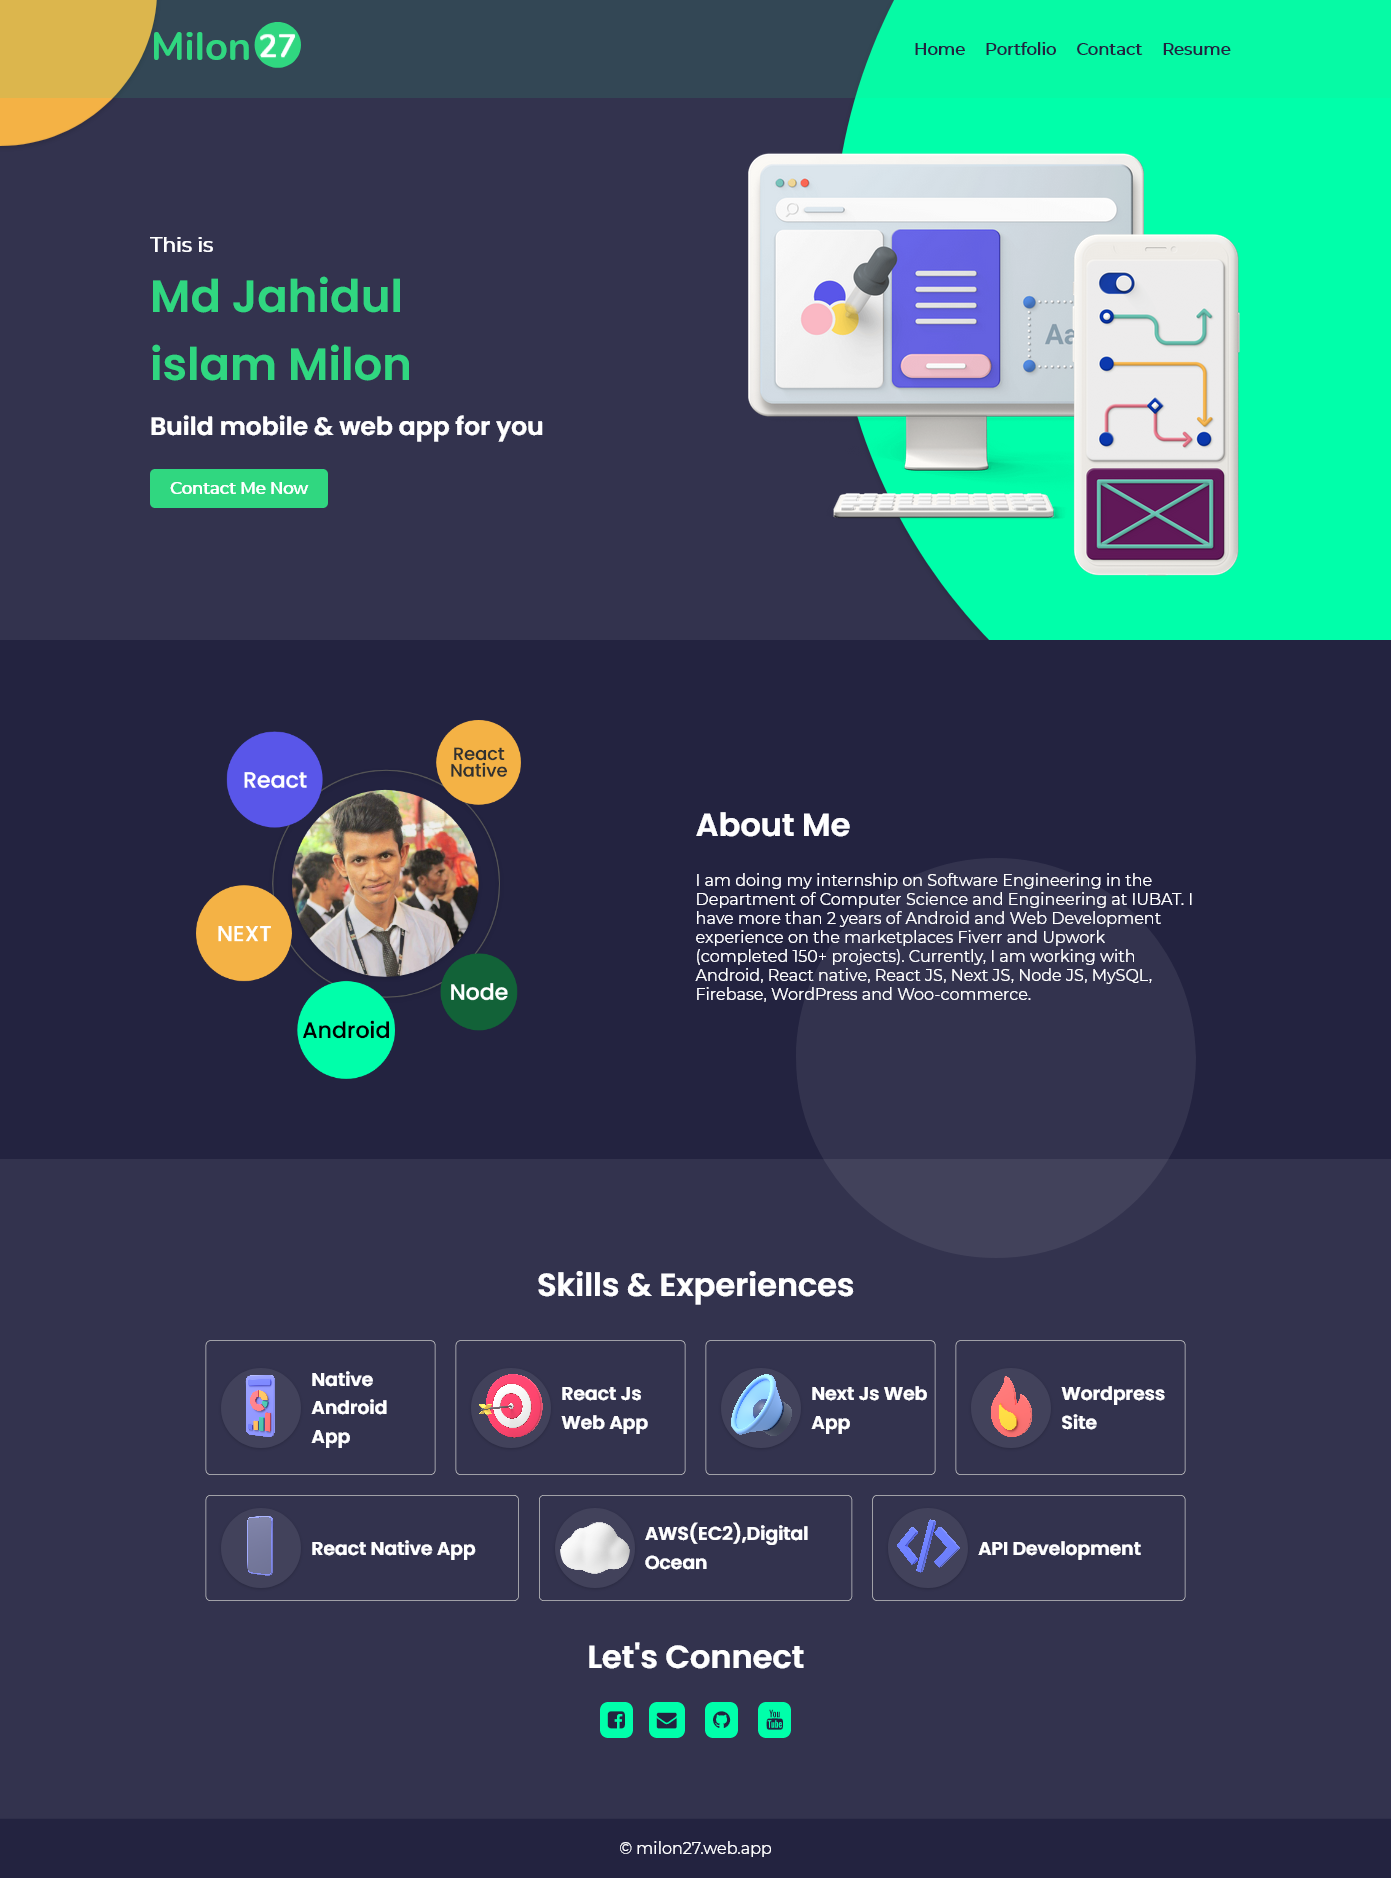 Milon 27
Home Portfolio Contact Resume
This is
Md Jahidul
islam Milon
Build mobile & web app for you
Contact Me Now
Aa
React
React
Native
NEXT
Node
Android
About Me
I am doing my internship on Software Engineering in the
Department of Computer Science and Engineering at IUBAT. I
have more than 2 years of Android and Web Development
experience on the marketplaces Fiverr and Upwork
(completed 150+ projects). Currently, I am working with
Android, React native, React JS, Next JS, Node JS, MySQL,
Firebase, WordPress and Woo-commerce.
Skills & Experiences
Native
Android
App
React Js
Web App
Next Js Web
App
Wordpress
Site
React Native App
AWS(EC2),Digital
Ocean
API Development
Let's Connect
You
Tube
© milon27.web.app